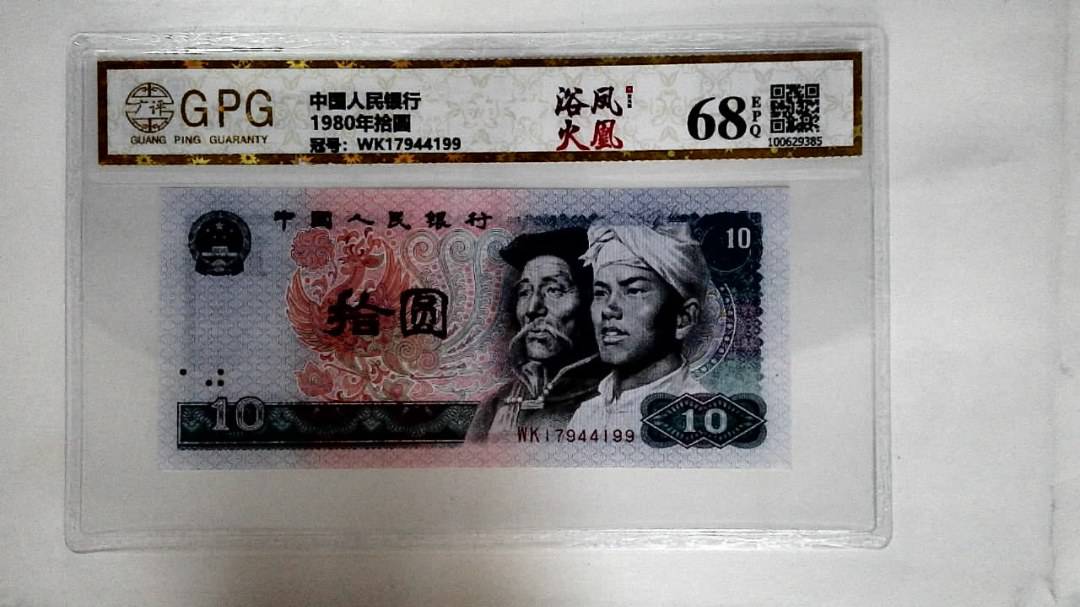 广评
GPG
GUANG PING GUARANTY
中国人民银行
1980年拾圆
冠号：WK17944199
浴凤
火凰
68
EPQ
100629385
中国人民银行
10
拾圆
10
WK17944199
10